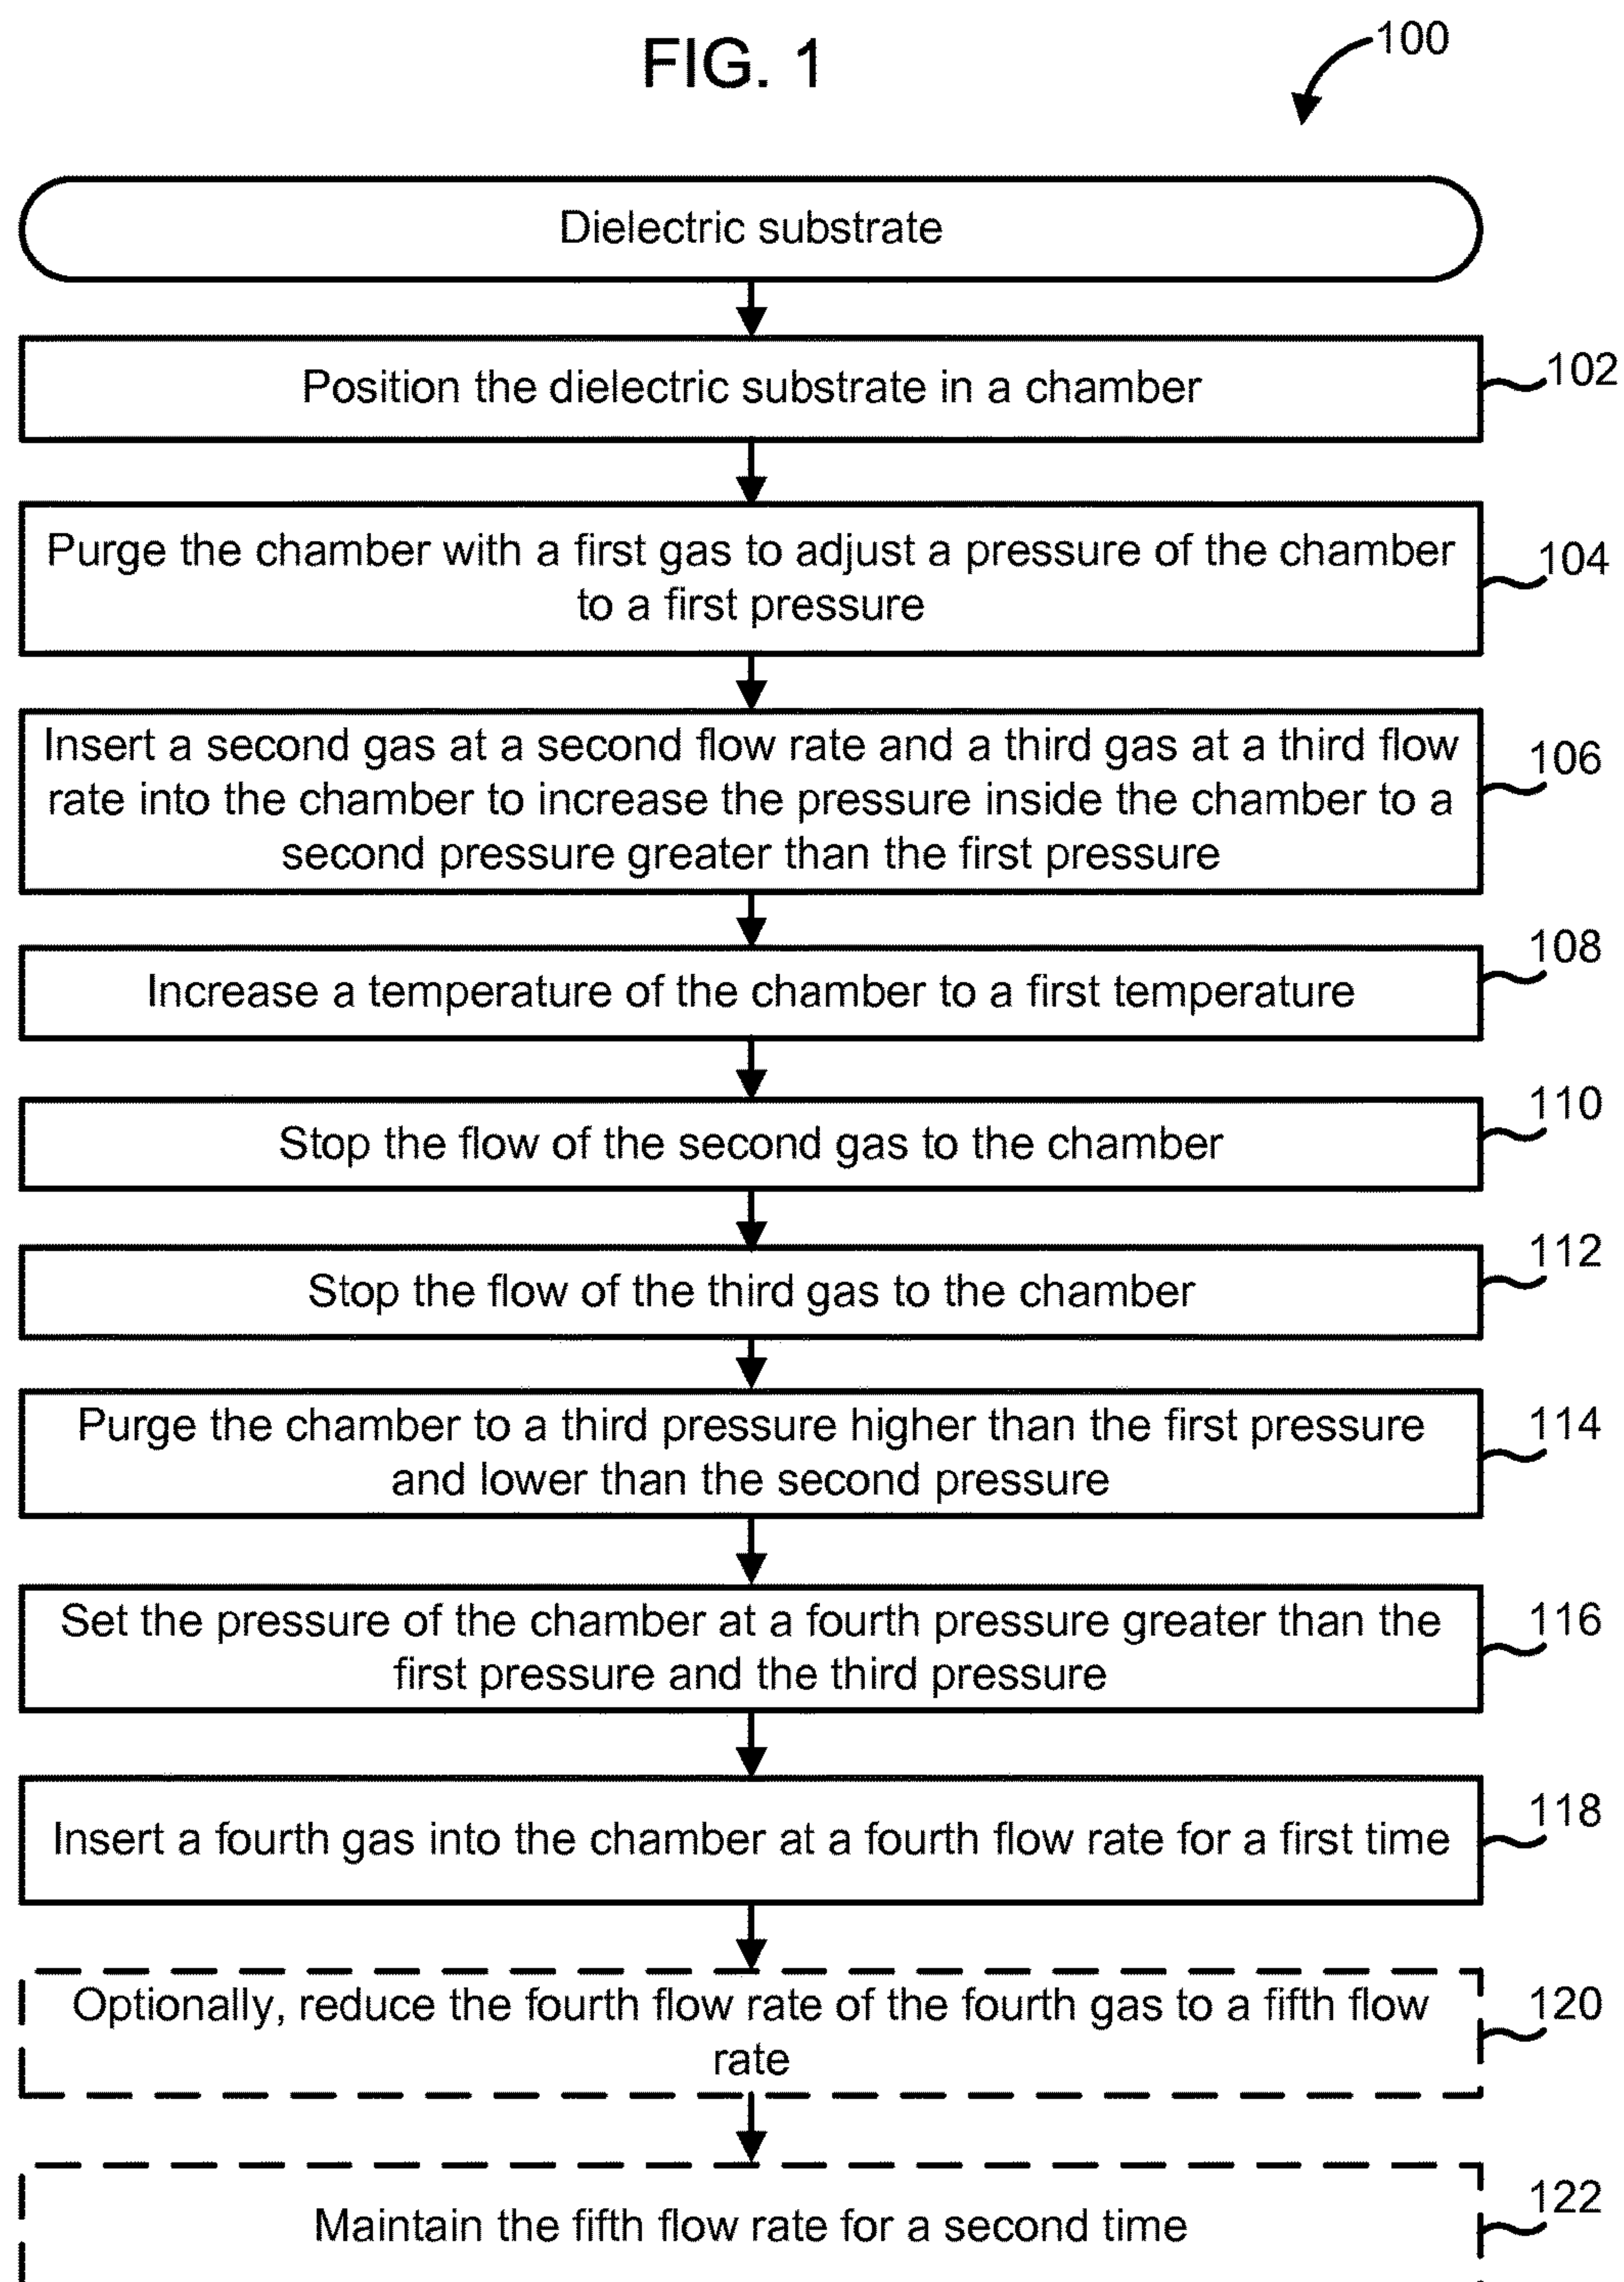 FIG. 1
100
Dielectric substrate
Position the dielectric substrate in a chamber
102
Purge the chamber with a first gas to adjust a pressure of the chamber
to a first pressure
104
Insert a second gas at a second flow rate and a third gas at a third flow
rate into the chamber to increase the pressure inside the chamber to a
second pressure greater than the first pressure
106
Increase a temperature of the chamber to a first temperature
108
Stop the flow of the second gas to the chamber
110
Stop the flow of the third gas to the chamber
112
Purge the chamber to a third pressure higher than the first pressure
and lower than the second pressure
114
Set the pressure of the chamber at a fourth pressure greater than the
first pressure and the third pressure
116
Insert a fourth gas into the chamber at a fourth flow rate for a first time
118
Optionally, reduce the fourth flow rate of the fourth gas to a fifth flow
rate
120
Maintain the fifth flow rate for a second time
122